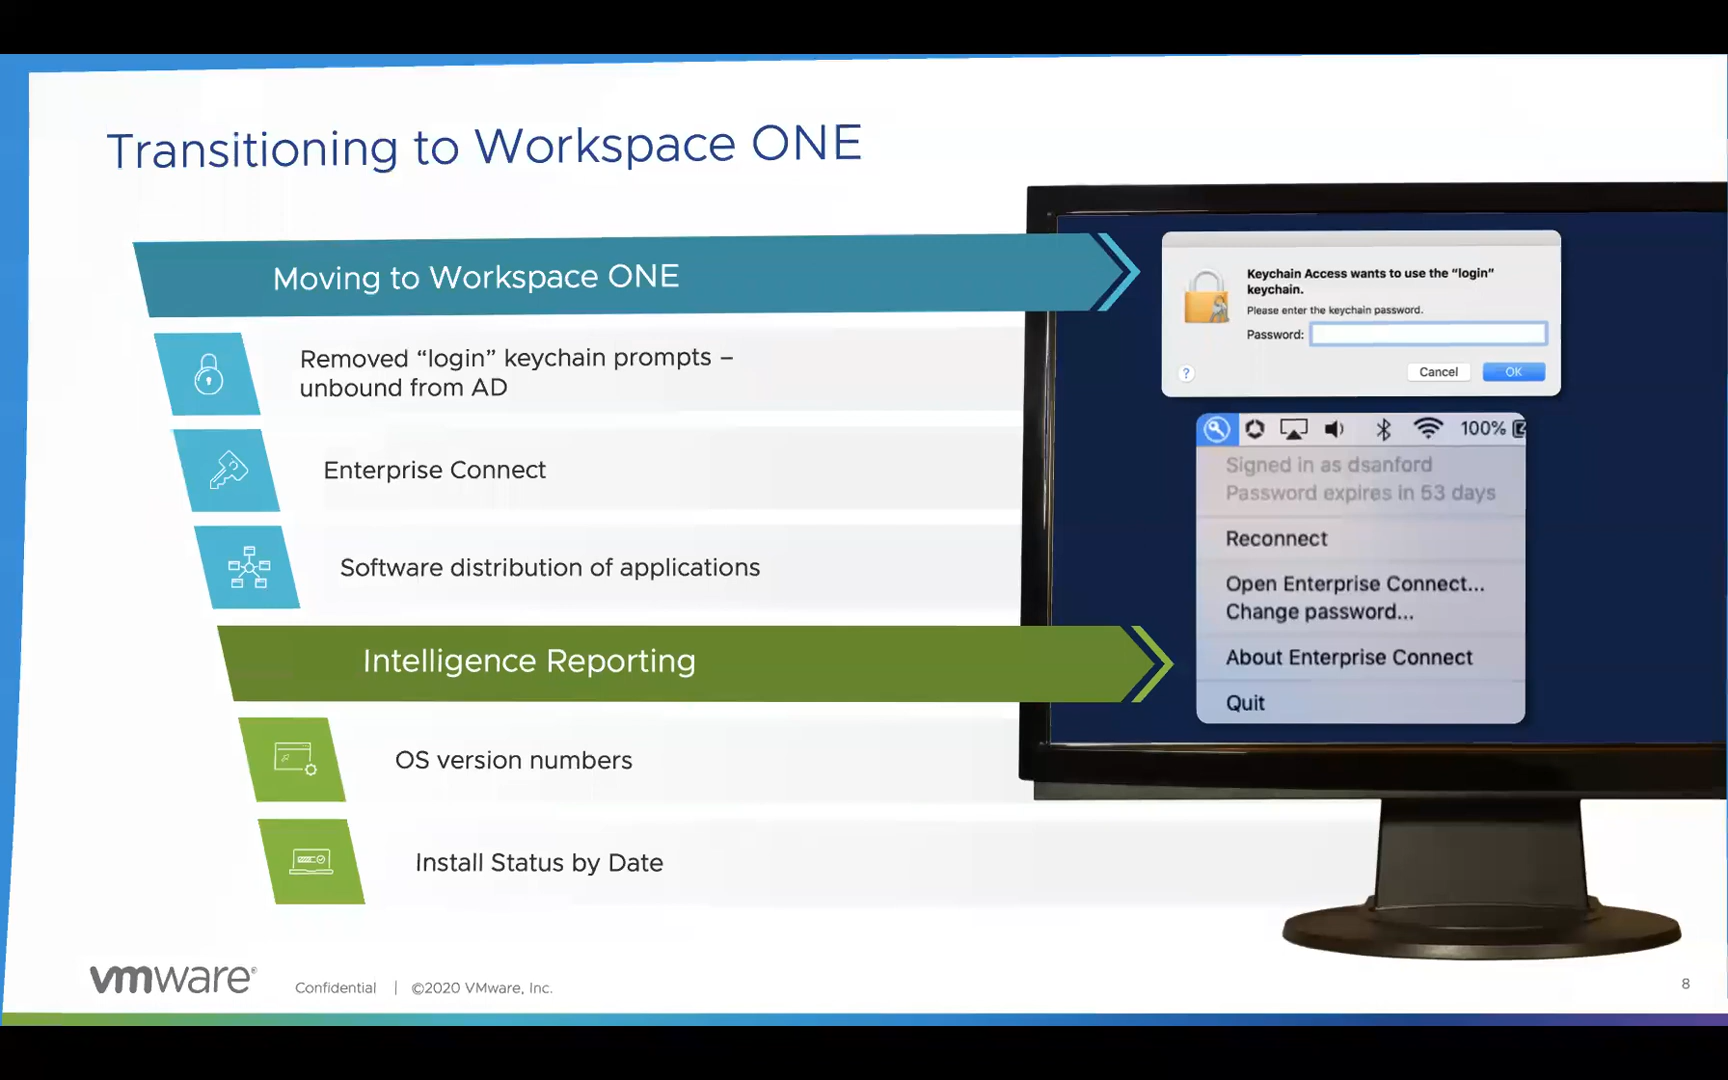 Transitioning to Workspace ONE
Moving to Workspace ONE
Removed “login” keychain prompts –
unbound from AD
Enterprise Connect
Software distribution of applications
Intelligence Reporting
OS version numbers
Install Status by Date
Keychain Access wants to use the “login”
keychain.
Please enter the keychain password.
Password:
?
Cancel
OK
100%
Signed in as dsanford
Password expires in 53 days
Reconnect
Open Enterprise Connect...
Change password...
About Enterprise Connect
Quit
vmware®
Confidential | ©2020 VMware, Inc.
8